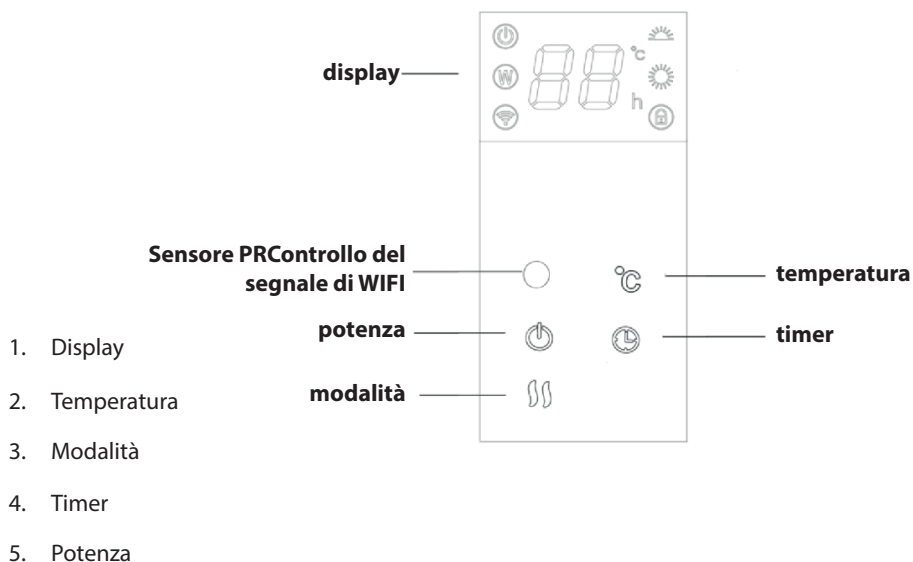 W
88
°C
h
display
Sensore PRControllo del
segnale di WIFI
°C
temperatura
potenza
timer
modalità
1. Display
2. Temperatura
3. Modalità
4. Timer
5. Potenza